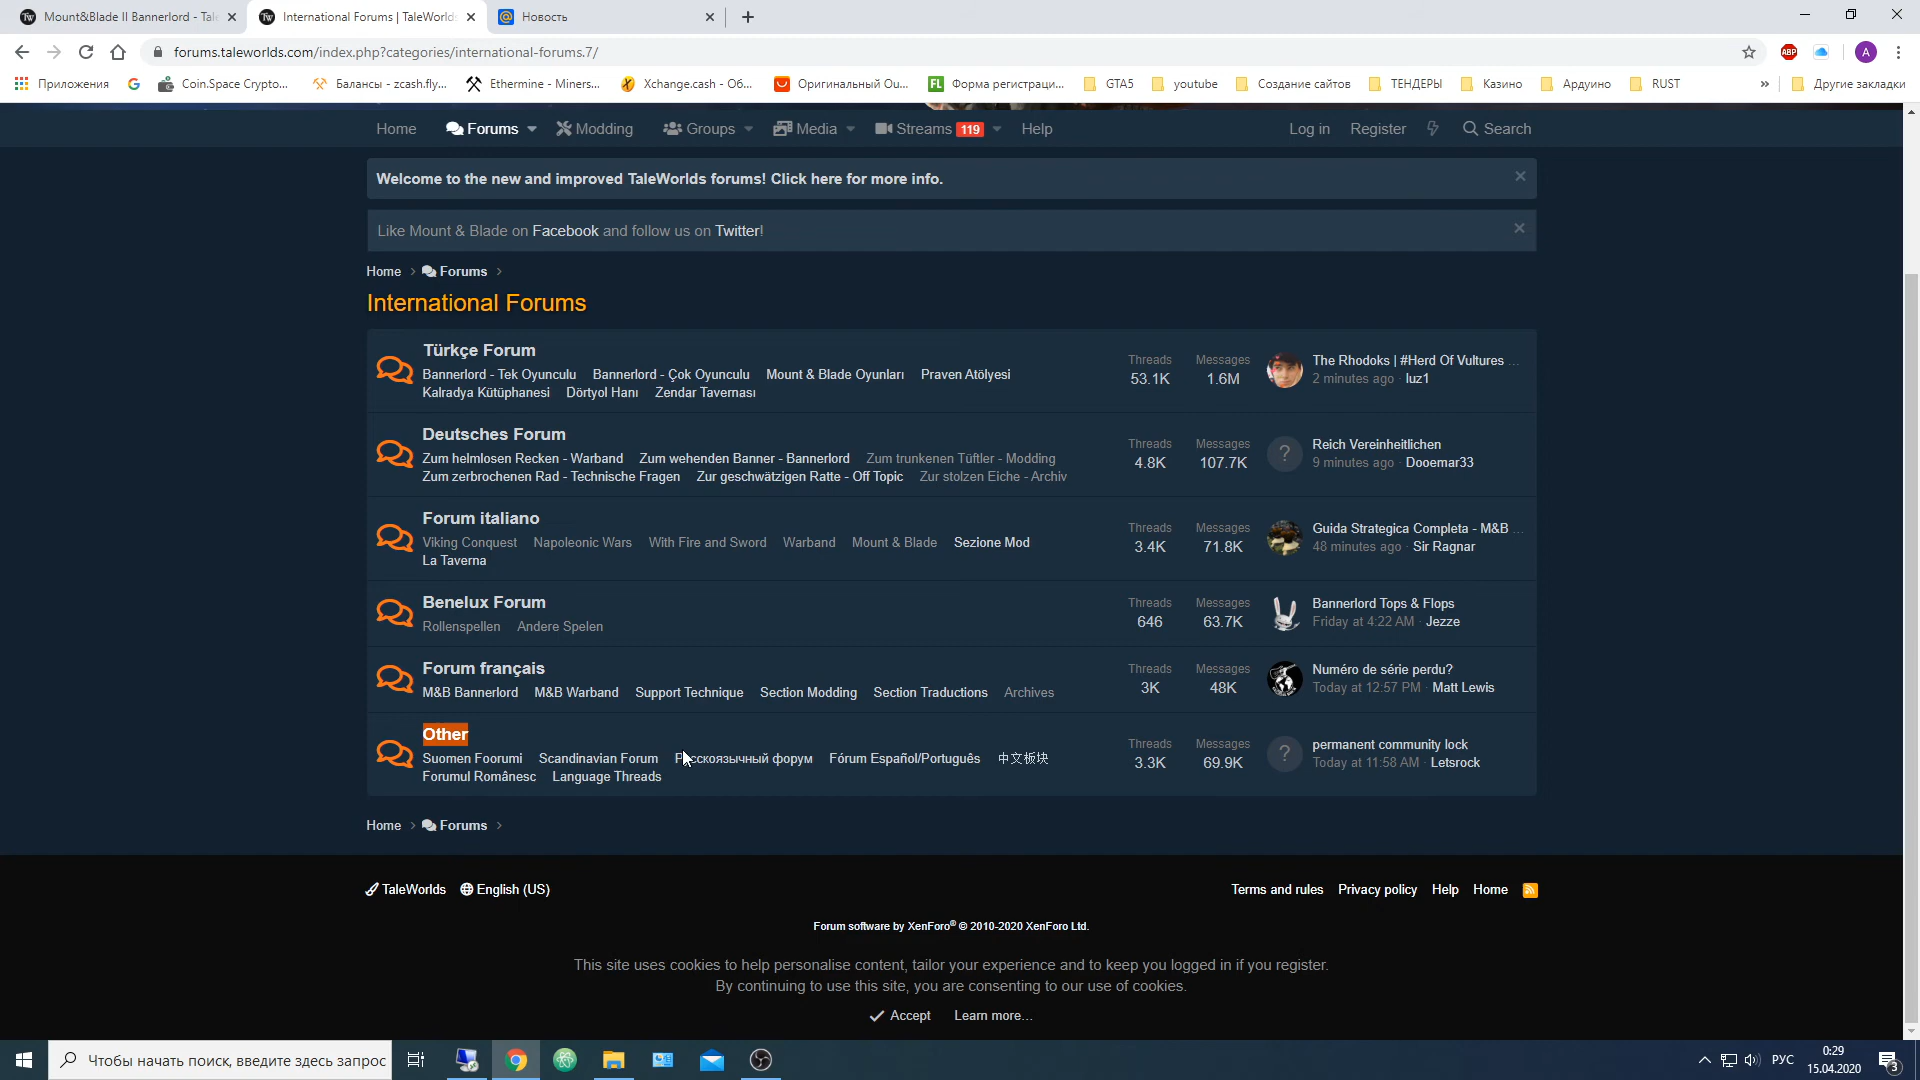 Mount&Blade II Bannerlord - Tale
International Forums | TaleWorlds
Новость
forums.taleworlds.com/index.php?categories/international-forums.7/
ABP
A
Приложения
Coin.Space Crypto...
Балансы - zcash.fly...
Ethermine - Miners...
Xchange.cash - Об...
Оригинальный Ou...
FL Форма регистраци...
GTA5
youtube
Создание сайтов
ТЕНДЕРЫ
Казино
Ардуино
RUST
»
Другие закладки
Home Forums Modding Groups Media Streams 119 Help Log in Register Search
Welcome to the new and improved TaleWorlds forums! Click here for more info.
Like Mount & Blade on Facebook and follow us on Twitter!
Home > Forums >
International Forums
Türkçe Forum
Bannerlord - Tek Oyunculu Bannerlord - Çok Oyunculu Mount & Blade Oyunları Praven Atölyesi
Kalradya Kütüphanesi Dörtyol Hanı Zendar Tavernası
Threads
53.1K
Messages
1.6M
The Rhodoks | #Herd Of Vultures ...
2 minutes ago · luz1
Deutsches Forum
Zum helmlosen Recken - Warband Zum wehenden Banner - Bannerlord Zum trunkenen Tüftler - Modding
Zum zerbrochenen Rad - Technische Fragen Zur geschwätzigen Ratte - Off Topic Zur stolzen Eiche - Archiv
Threads
4.8K
Messages
107.7K
?
Reich Vereinheitlichen
9 minutes ago · Dooemar33
Forum italiano
Viking Conquest Napoleonic Wars With Fire and Sword Warband Mount & Blade Sezione Mod
La Taverna
Threads
3.4K
Messages
71.8K
Guida Strategica Completa - M&B ...
48 minutes ago · Sir Ragnar
Benelux Forum
Rollenspellen Andere Spelen
Threads
646
Messages
63.7K
Bannerlord Tops & Flops
Friday at 4:22 AM · Jezze
Forum français
M&B Bannerlord M&B Warband Support Technique Section Modding Section Traductions Archives
Threads
3K
Messages
48K
Numéro de série perdu?
Today at 12:57 PM · Matt Lewis
Other
Suomen Foorumi Scandinavian Forum Русскоязычный форум Fórum Español/Português 中文板块
Forumul Românesc Language Threads
Threads
3.3K
Messages
69.9K
?
permanent community lock
Today at 11:58 AM · Letsrock
Home > Forums >
TaleWorlds English (US) Terms and rules Privacy policy Help Home
Forum software by XenForo® © 2010-2020 XenForo Ltd.
This site uses cookies to help personalise content, tailor your experience and to keep you logged in if you register.
By continuing to use this site, you are consenting to our use of cookies.
Accept Learn more...
Чтобы начать поиск, введите здесь запрос
РУС
0:29
15.04.2020
3